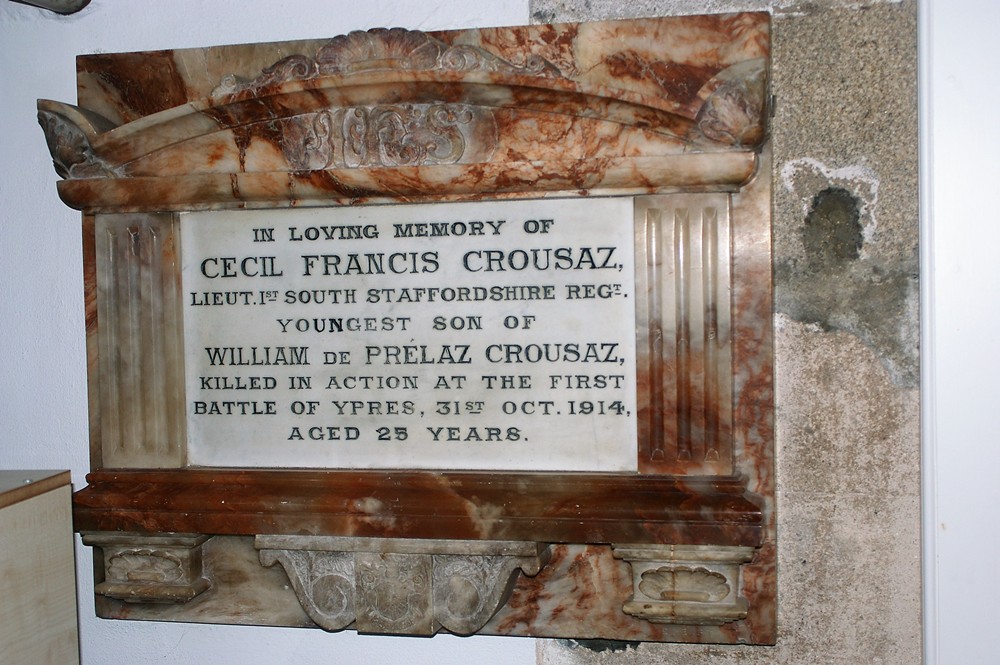 IN LOVING MEMORY OF
CECIL FRANCIS CROUSAZ,
LIEUT. 1ST SOUTH STAFFORDSHIRE REGT.
YOUNGEST SON OF
WILLIAM DE PRÉLAZ CROUSAZ,
KILLED IN ACTION AT THE FIRST
BATTLE OF YPRES, 31ST OCT. 1914,
AGED 25 YEARS.